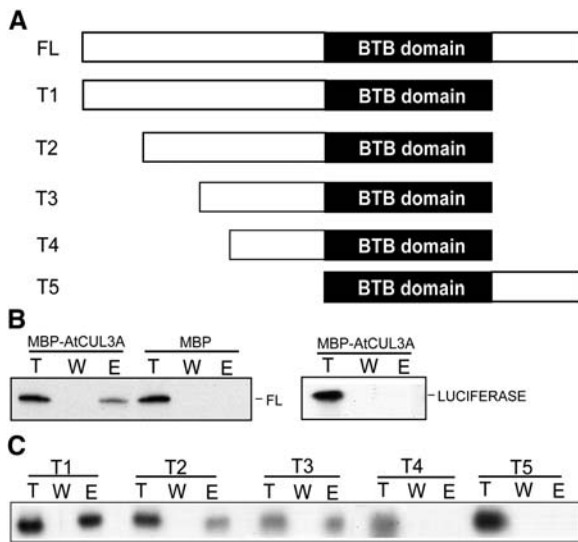 A
FL BTB domain
T1 BTB domain
T2 BTB domain
T3 BTB domain
T4 BTB domain
T5 BTB domain
B
MBP-AtCUL3A MBP MBP-AtCUL3A
T W E T W E T W E
FL LUCIFERASE
C
T1 T2 T3 T4 T5
T W E T W E T W E T W E T W E